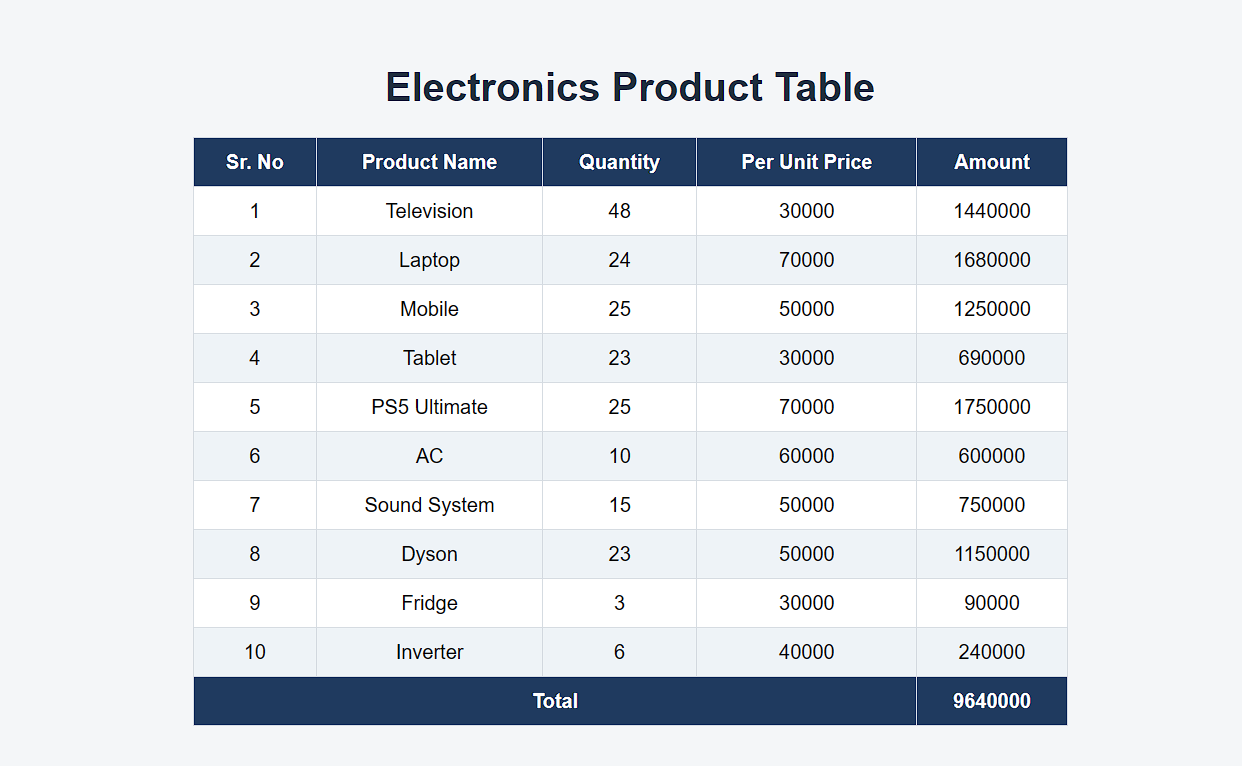 Electronics Product Table
Sr. No Product Name Quantity Per Unit Price Amount
1 Television 48 30000 1440000
2 Laptop 24 70000 1680000
3 Mobile 25 50000 1250000
4 Tablet 23 30000 690000
5 PS5 Ultimate 25 70000 1750000
6 AC 10 60000 600000
7 Sound System 15 50000 750000
8 Dyson 23 50000 1150000
9 Fridge 3 30000 90000
10 Inverter 6 40000 240000
Total 9640000